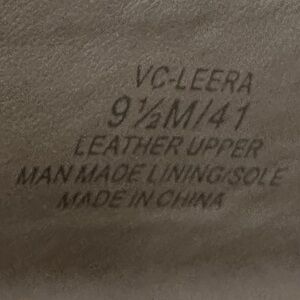 VC-LEERA
9½M/41
LEATHER UPPER
MAN MADE LINING/SOLE
MADE IN CHINA